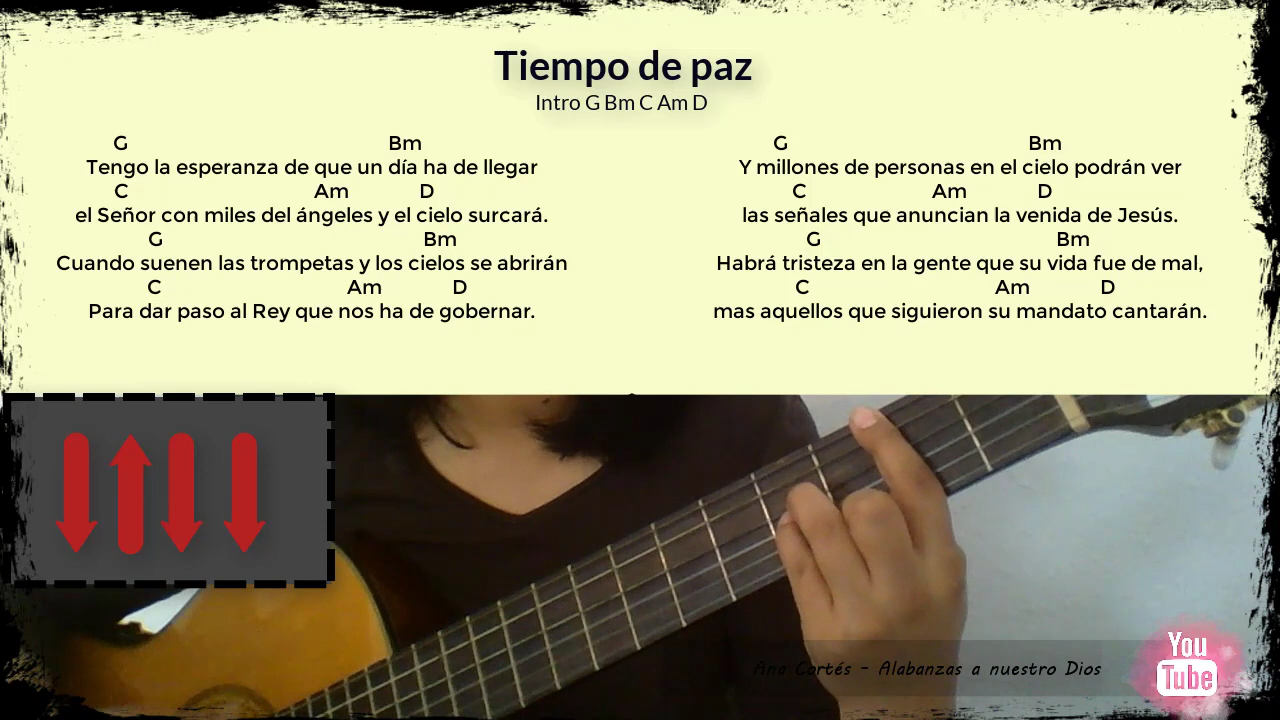 Tiempo de paz
Intro G Bm C Am D
G Bm
Tengo la esperanza de que un día ha de llegar
C Am D
el Señor con miles del ángeles y el cielo surcará.
G Bm
Cuando suenen las trompetas y los cielos se abrirán
C Am D
Para dar paso al Rey que nos ha de gobernar.
G Bm
Y millones de personas en el cielo podrán ver
C Am D
las señales que anuncian la venida de Jesús.
G Bm
Habrá tristeza en la gente que su vida fue de mal,
C Am D
mas aquellos que siguieron su mandato cantarán.
Ana Cortés - Alabanzas a nuestro Dios
You
Tube